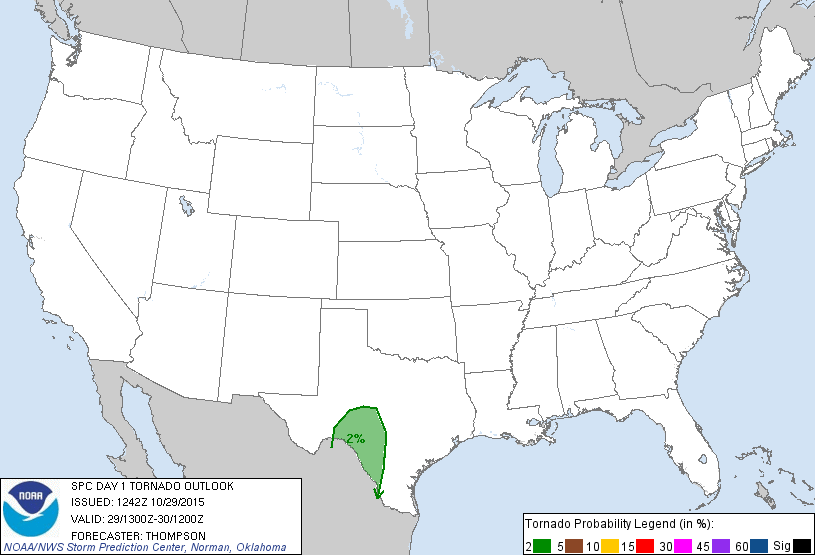 2%
NOAA
SPC DAY 1 TORNADO OUTLOOK
ISSUED: 1242Z 10/29/2015
VALID: 29/1300Z-30/1200Z
FORECASTER: THOMPSON
NOAA/NWS Storm Prediction Center, Norman, Oklahoma
Tornado Probability Legend (in %):
2 5 10 15 30 45 60 Sig